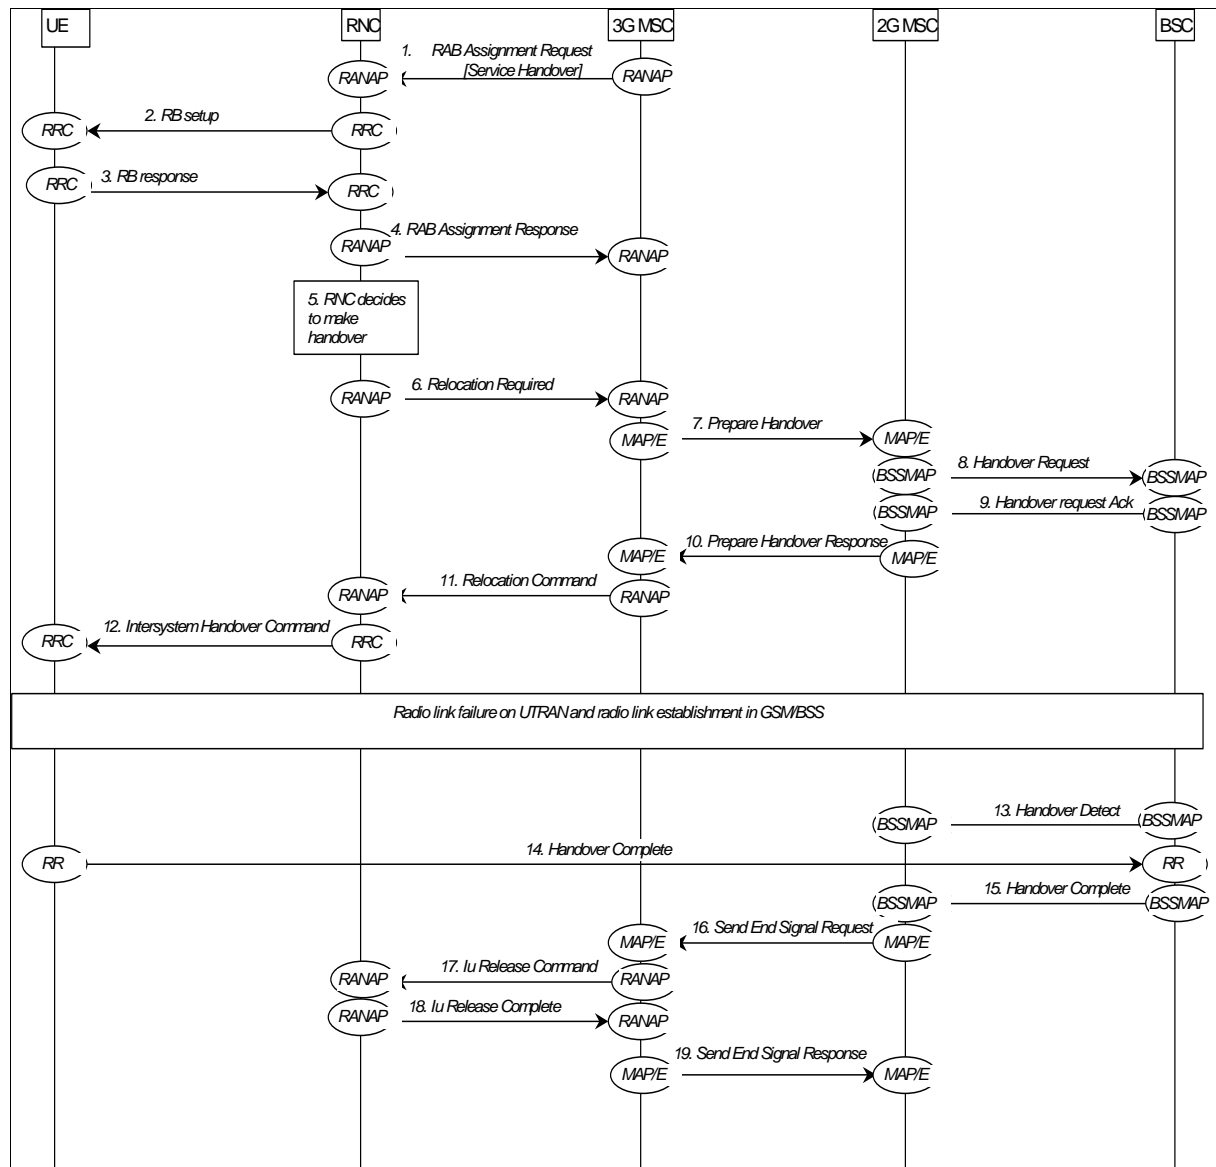 UE
RNC
3G MSC
2G MSC
BSC
1. RAB Assignment Request
[Service Handover]
RANAP
RANAP
2. RB setup
RRC
RRC
3. RB response
RRC
RRC
4. RAB Assignment Response
RANAP
RANAP
5. RNC decides
to make
handover
6. Relocation Required
RANAP
RANAP
7. Prepare Handover
MAP/E
MAP/E
8. Handover Request
BSSMAP
BSSMAP
9. Handover request Ack
BSSMAP
BSSMAP
10. Prepare Handover Response
MAP/E
MAP/E
11. Relocation Command
RANAP
RANAP
12. Intersystem Handover Command
RRC
RRC
Radio link failure on UTRAN and radio link establishment in GSM/BSS
13. Handover Detect
BSSMAP
BSSMAP
14. Handover Complete
RR
RR
15. Handover Complete
BSSMAP
BSSMAP
16. Send End Signal Request
MAP/E
MAP/E
17. Iu Release Command
RANAP
RANAP
18. Iu Release Complete
RANAP
RANAP
19. Send End Signal Response
MAP/E
MAP/E